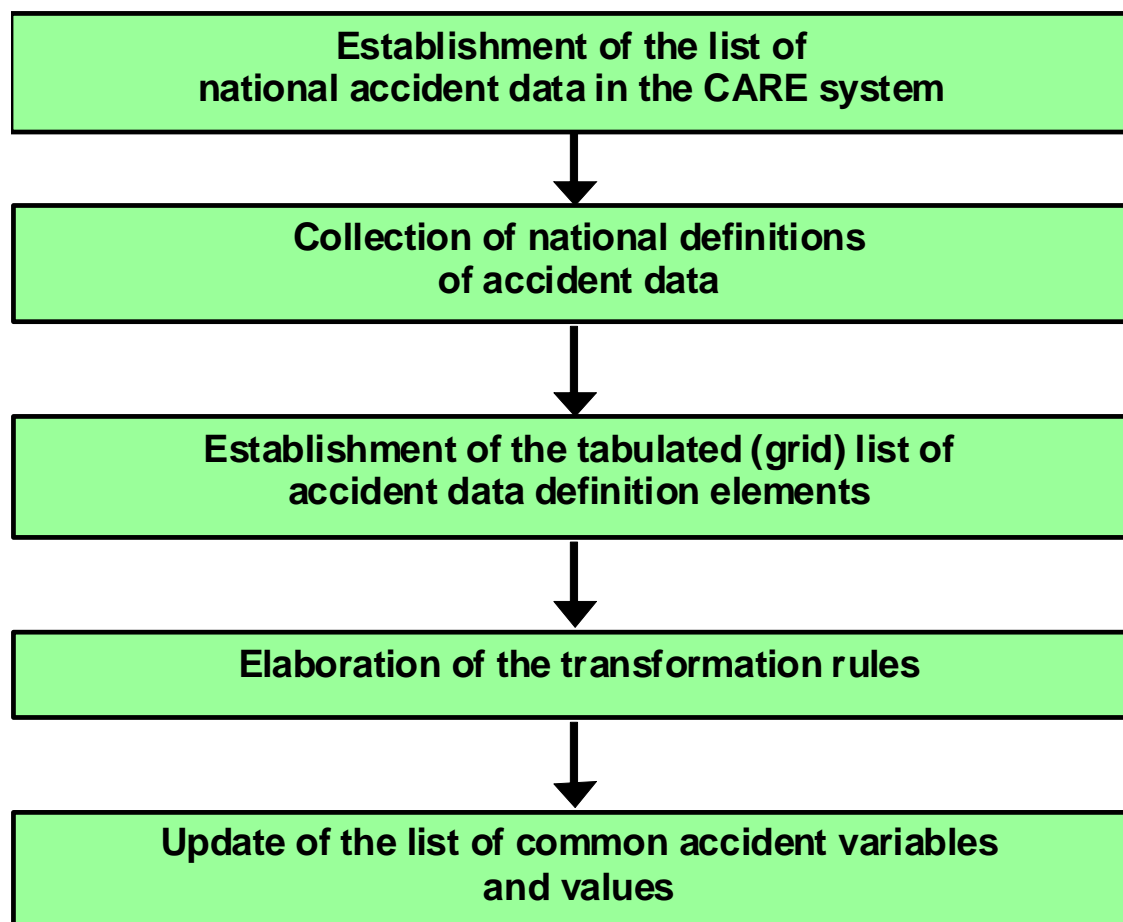 Establishment of the list of
national accident data in the CARE system
Collection of national definitions
of accident data
Establishment of the tabulated (grid) list of
accident data definition elements
Elaboration of the transformation rules
Update of the list of common accident variables
and values